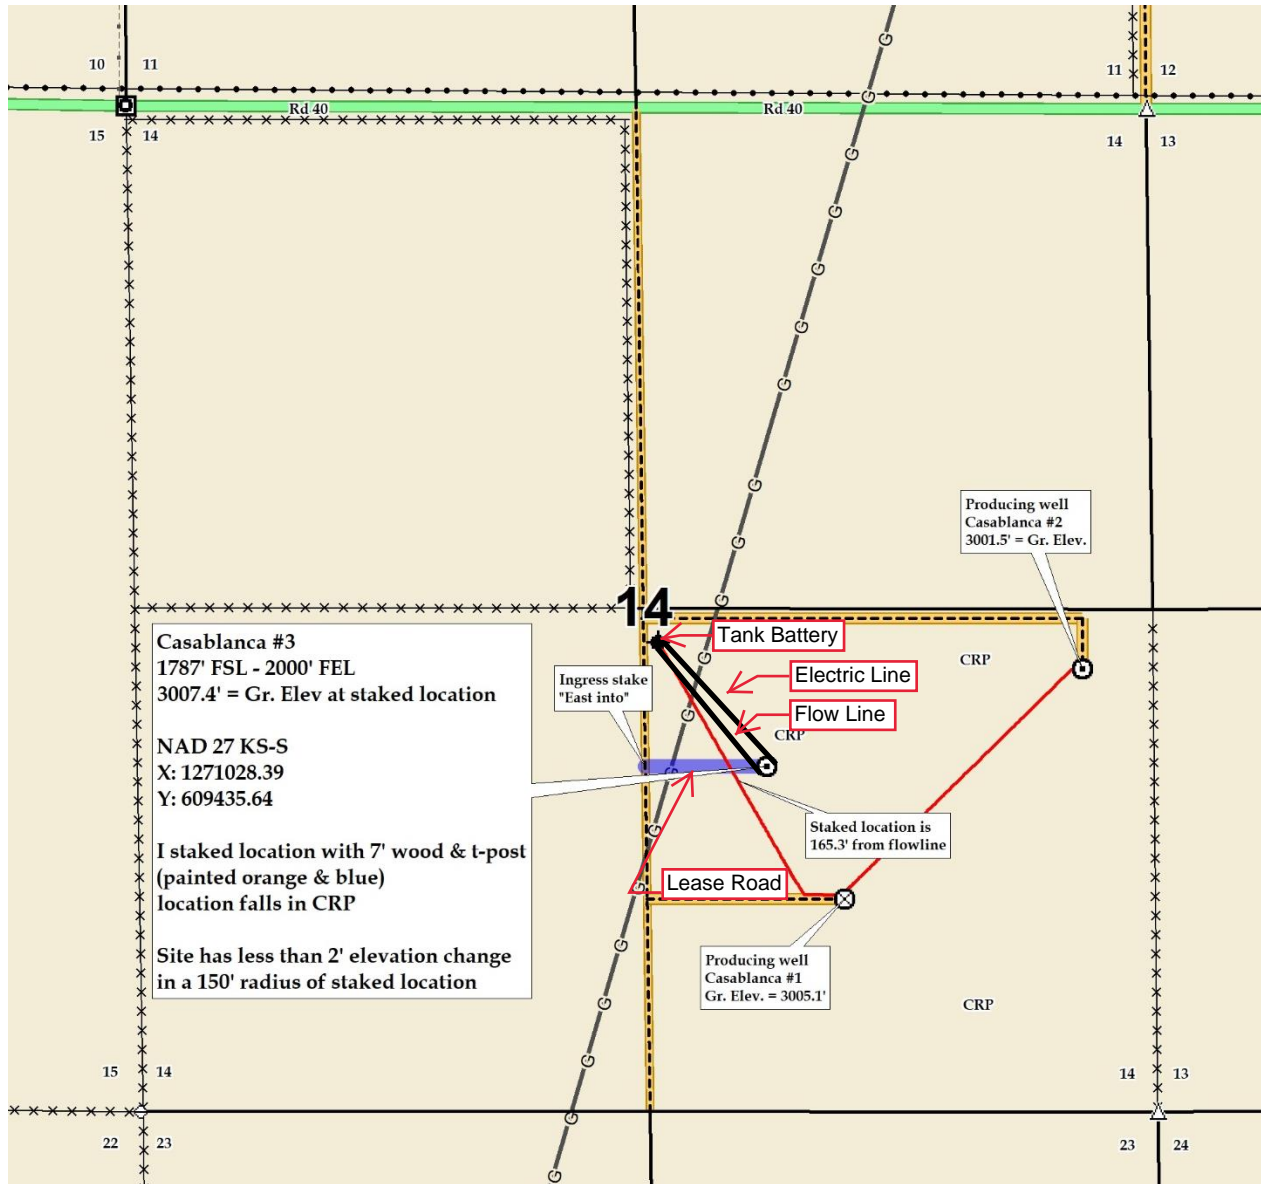 10 11
11 12
Rd 40
Rd 40
15 14
14 13
G
G
G
G
G
G
G
G
G
G
Producing well
Casablanca #2
3001.5' = Gr. Elev.
14
Tank Battery
G
CRP
Electric Line
Ingress stake
"East into"
Flow Line
G
CRP
G
Casablanca #3
1787' FSL - 2000' FEL
3007.4' = Gr. Elev at staked location
NAD 27 KS-S
X: 1271028.39
Y: 609435.64
I staked location with 7' wood & t-post
(painted orange & blue)
location falls in CRP
Site has less than 2' elevation change
in a 150' radius of staked location
G
Staked location is
165.3' from flowline
G
Lease Road
G
Producing well
Casablanca #1
Gr. Elev. = 3005.1'
G
CRP
G
15 14
14 13
G
22 23
23 24
G